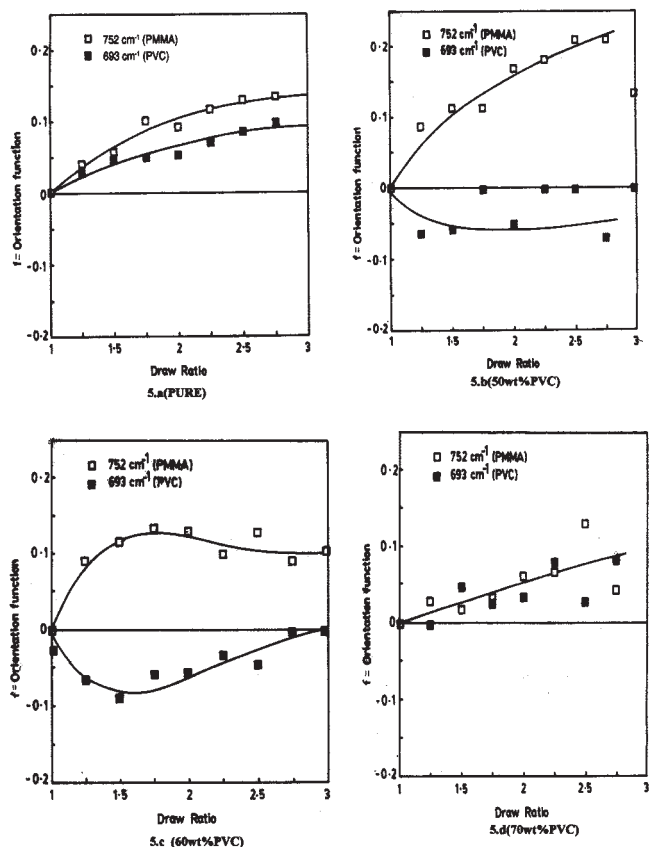 752 cm⁻¹ (PMMA)
693 cm⁻¹ (PVC)
0·2
0·1
0
-0·1
-0·2
f = Orientation function
1
1·5
2
2·5
3
Draw Ratio
5.a(PURE)
752 cm⁻¹ (PMMA)
693 cm⁻¹ (PVC)
0·2
0·1
0
-0·1
-0·2
f = Orientation function
1
1·5
2
2·5
3·
Draw Ratio
5.b(50wt%PVC)
752 cm⁻¹ (PMMA)
693 cm⁻¹ (PVC)
0·2
0·1
0
-0·1
-0·2
f = Orientation function
1
1·5
2
2·5
3
Draw Ratio
5.c (60wt%PVC)
752 cm⁻¹ (PMMA)
693 cm⁻¹ (PVC)
0·2
0·1
0
-0·1
-0·2
f = Orientation function
1
1·5
2
2·5
3
Draw Ratio
5.d(70wt%PVC)